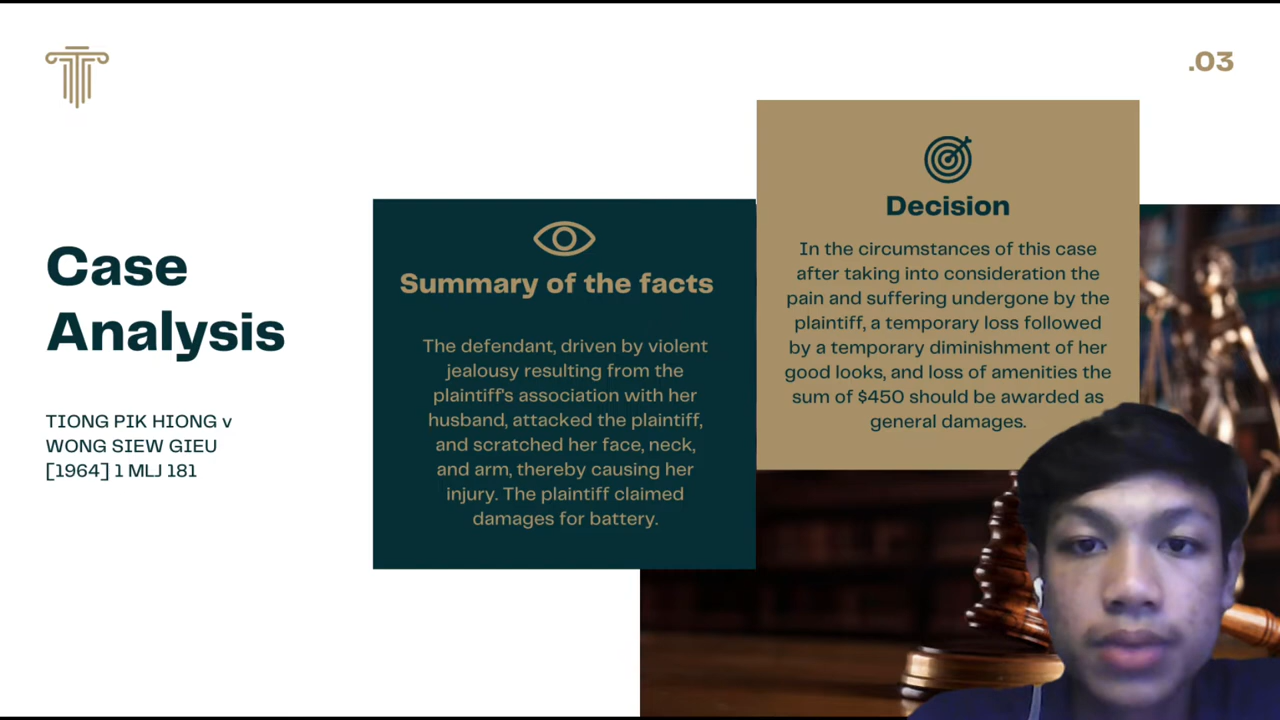 .03
Case
Analysis
TIONG PIK HIONG v
WONG SIEW GIEU
[1964] 1 MLJ 181
Summary of the facts
The defendant, driven by violent
jealousy resulting from the
plaintiff's association with her
husband, attacked the plaintiff,
and scratched her face, neck,
and arm, thereby causing her
injury. The plaintiff claimed
damages for battery.
Decision
In the circumstances of this case
after taking into consideration the
pain and suffering undergone by the
plaintiff, a temporary loss followed
by a temporary diminishment of her
good looks, and loss of amenities the
sum of $450 should be awarded as
general damages.